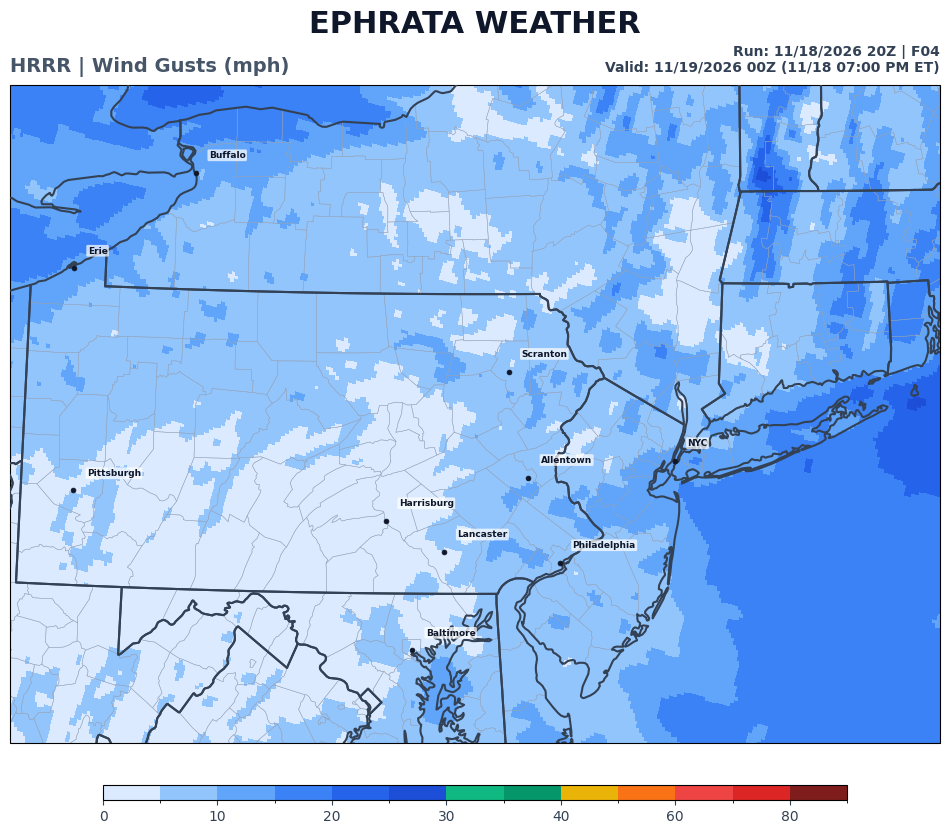 EPHRATA WEATHER
HRRR | Wind Gusts (mph)
Run: 11/18/2026 20Z | F04
Valid: 11/19/2026 00Z (11/18 07:00 PM ET)
Buffalo
Erie
Scranton
NYC
Allentown
Pittsburgh
Harrisburg
Lancaster
Philadelphia
Baltimore
0 10 20 30 40 50 60 70 80